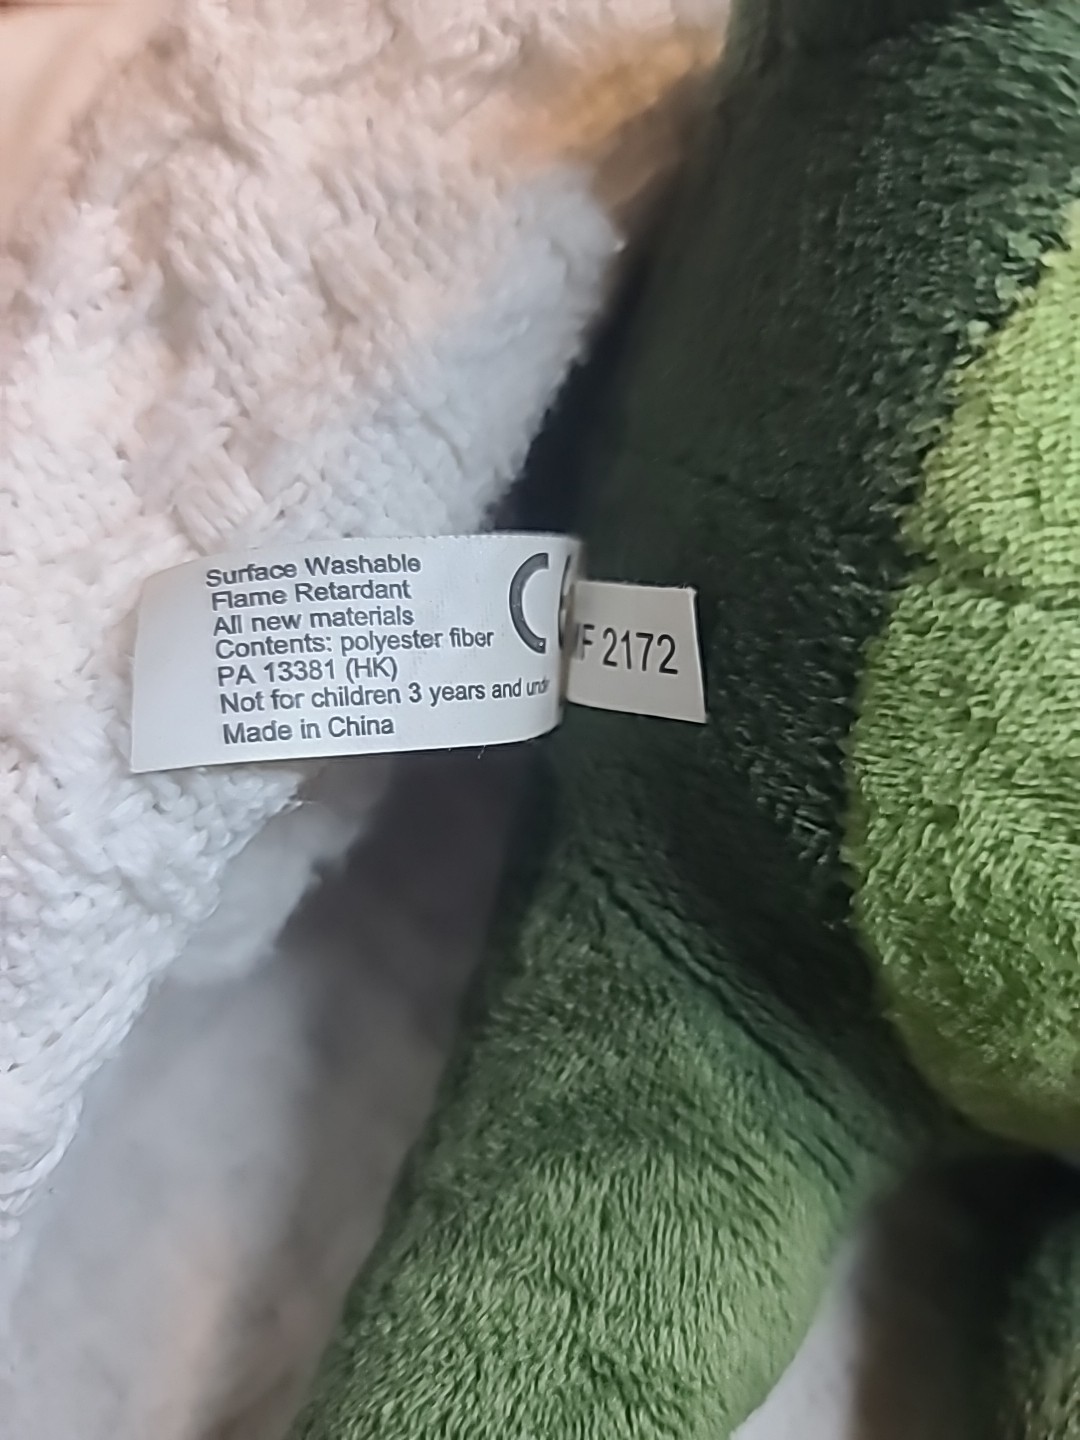 Surface Washable
Flame Retardant
All new materials
Contents: polyester fiber
PA 13381 (HK)
Not for children 3 years and
Made in China
2172